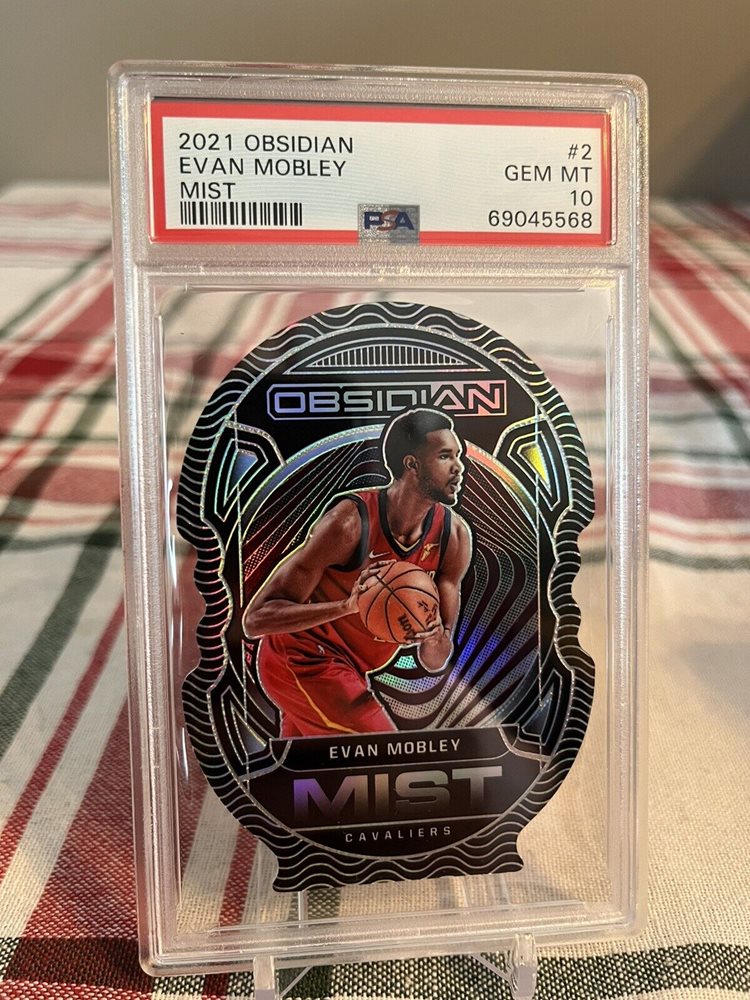 2021 OBSIDIAN #2
EVAN MOBLEY GEM MT
MIST 10
PSA 69045568
OBSIDIAN
EVAN MOBLEY
MIST
CAVALIERS